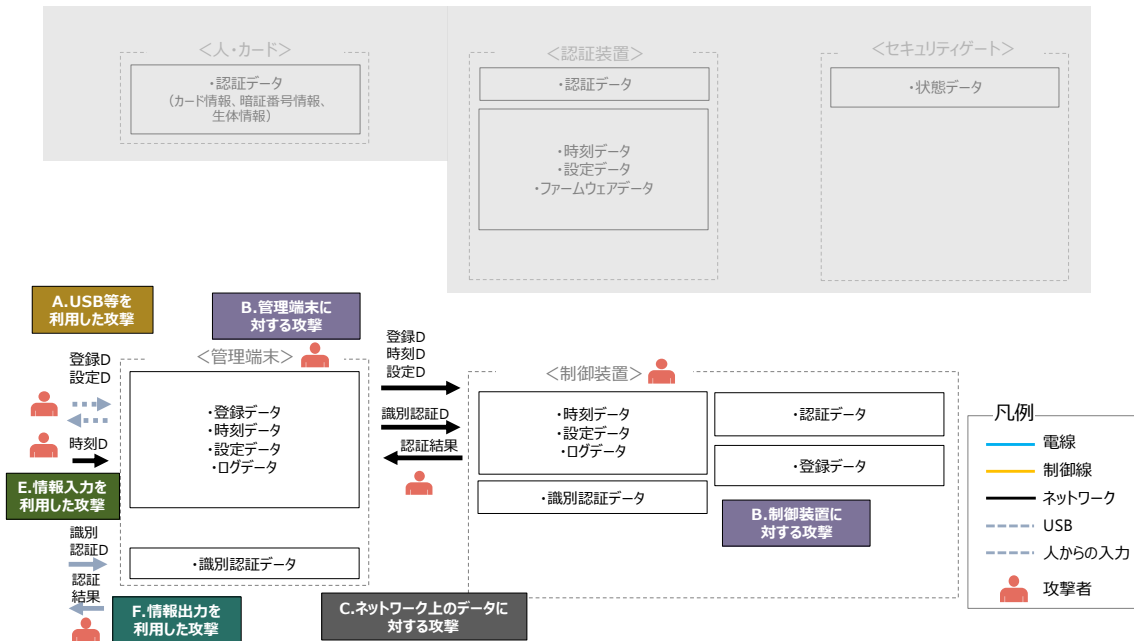 ＜人・カード＞
・認証データ
（カード情報、暗証番号情報、
生体情報）
＜認証装置＞
・認証データ
・時刻データ
・設定データ
・ファームウェアデータ
＜セキュリティゲート＞
・状態データ
A.USB等を
利用した攻撃
B.管理端末に
対する攻撃
登録D
設定D
時刻D
E.情報入力を
利用した攻撃
識別
認証D
認証
結果
F.情報出力を
利用した攻撃
＜管理端末＞
・登録データ
・時刻データ
・設定データ
・ログデータ
・識別認証データ
登録D
時刻D
設定D
識別認証D
認証結果
C.ネットワーク上のデータに
対する攻撃
＜制御装置＞
・時刻データ
・設定データ
・ログデータ
・識別認証データ
・認証データ
・登録データ
B.制御装置に
対する攻撃
凡例
電線
制御線
ネットワーク
USB
人からの入力
攻撃者